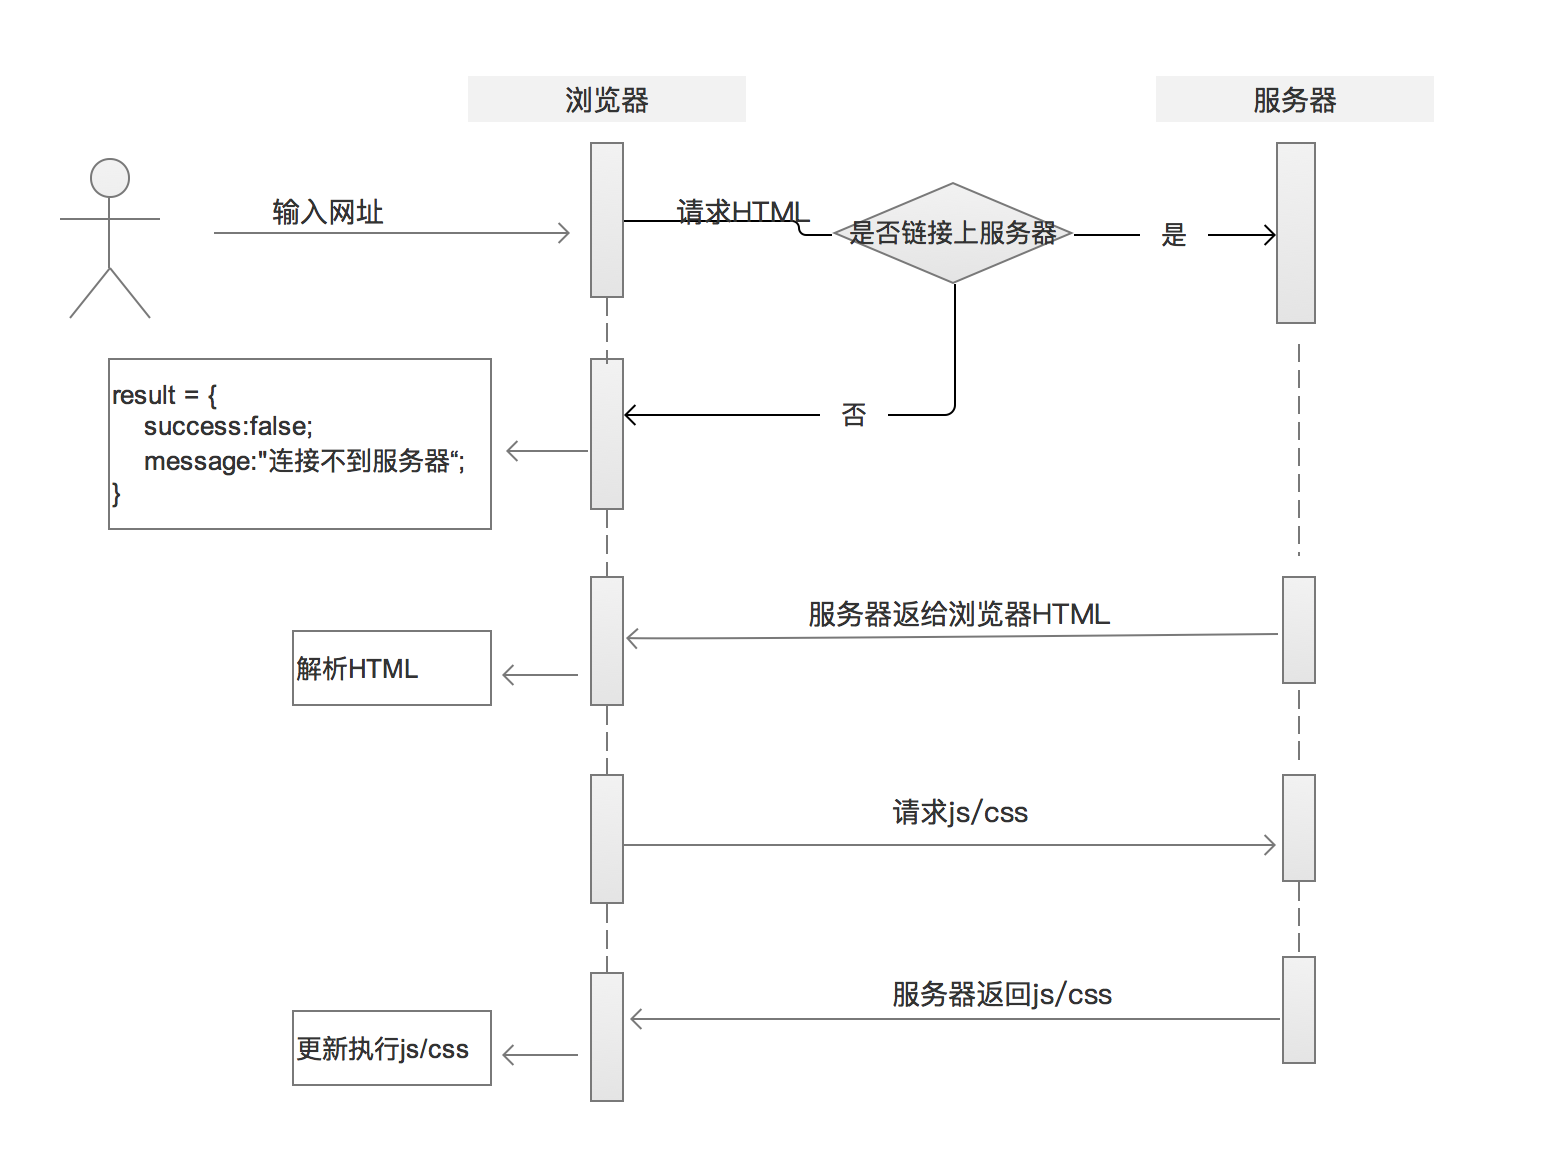 浏览器
服务器
输入网址
请求HTML
是否链接上服务器
是
result = {
success:false;
message:"连接不到服务器“;
}
否
服务器返给浏览器HTML
解析HTML
请求js/css
服务器返回js/css
更新执行js/css